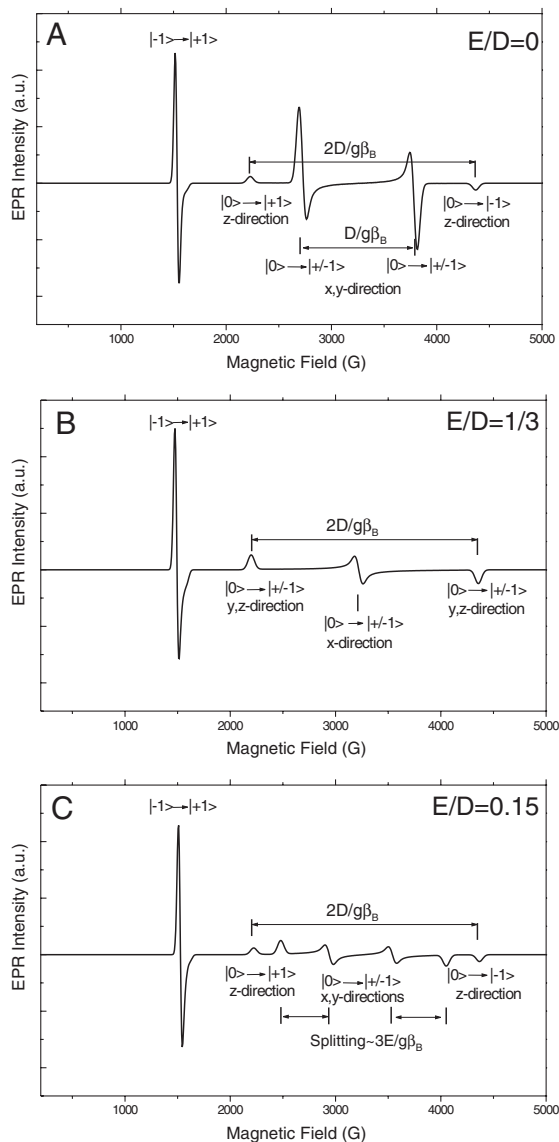 A
E/D=0
|-1>→|+1>
2D/gβB
|0>→|+1>
z-direction
|0>→|-1>
z-direction
D/gβB
|0>→|+/-1>
|0>→|+/-1>
x,y-direction
EPR Intensity (a.u.)
1000 2000 3000 4000 5000
Magnetic Field (G)
B
E/D=1/3
|-1>→|+1>
2D/gβB
|0>→|+/-1>
y,z-direction
|0>→|+/-1>
x-direction
|0>→|+/-1>
y,z-direction
EPR Intensity (a.u.)
1000 2000 3000 4000 5000
Magnetic Field (G)
C
E/D=0.15
|-1>→|+1>
2D/gβB
|0>→|+1>
z-direction
|0>→|+/-1>
x,y-directions
|0>→|-1>
z-direction
Splitting~3E/gβB
EPR Intensity (a.u.)
1000 2000 3000 4000 5000
Magnetic Field (G)